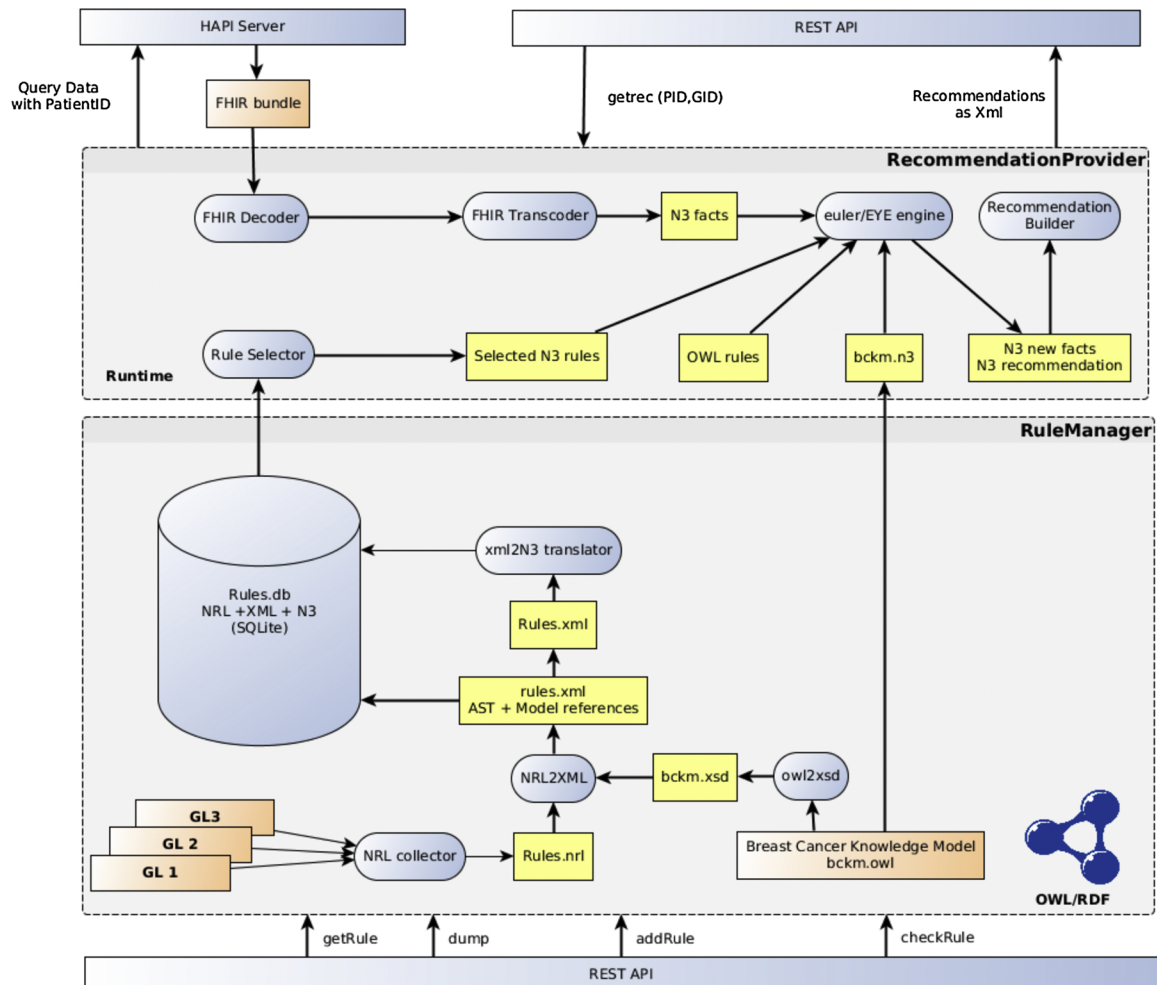 HAPI Server
REST API
Query Data
with PatientID
FHIR bundle
getrec (PID,GID)
Recommendations
as Xml
RecommendationProvider
FHIR Decoder
FHIR Transcoder
N3 facts
euler/EYE engine
Recommendation
Builder
Rule Selector
Selected N3 rules
OWL rules
bckm.n3
N3 new facts
N3 recommendation
Runtime
RuleManager
xml2N3 translator
Rules.db
NRL +XML + N3
(SQLite)
Rules.xml
rules.xml
AST + Model references
NRL2XML
bckm.xsd
owl2xsd
GL3
GL 2
GL 1
NRL collector
Rules.nrl
Breast Cancer Knowledge Model
bckm.owl
OWL/RDF
getRule
dump
addRule
checkRule
REST API